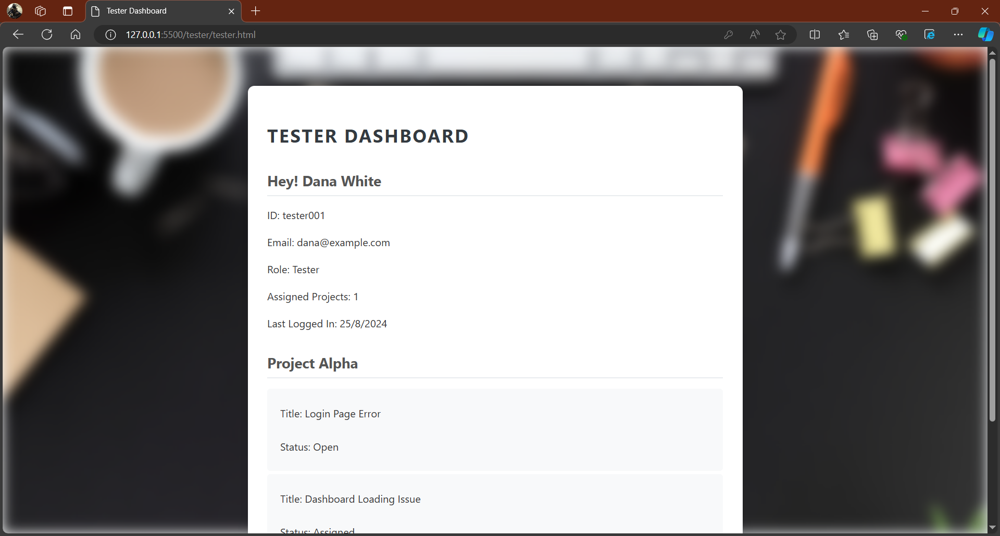 Tester Dashboard
127.0.0.1:5500/tester/tester.html
TESTER DASHBOARD
Hey! Dana White
ID: tester001
Email: dana@example.com
Role: Tester
Assigned Projects: 1
Last Logged In: 25/8/2024
Project Alpha
Title: Login Page Error
Status: Open
Title: Dashboard Loading Issue
Status: Assigned